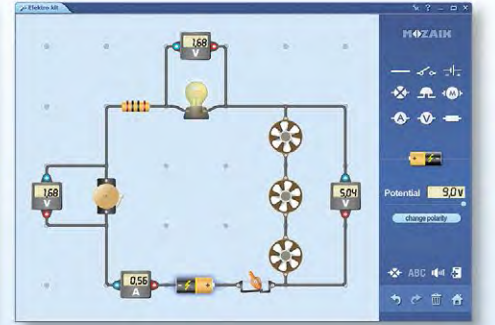 Elektro kit
MOZAIK
1,68
V
M
A V
1,68
V
5,04
V
Potential 9,0 V
change polarity
0,56
A
ABC